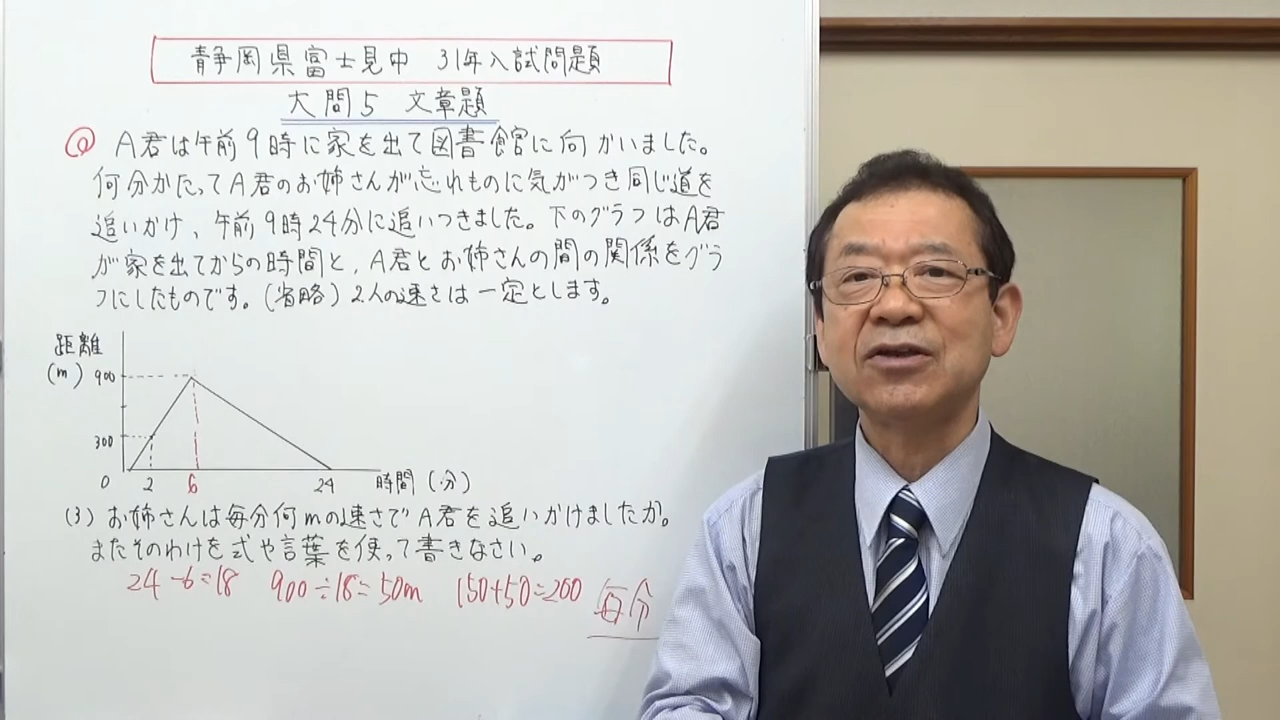 静岡県富士見中 31年入試問題
大問5 文章題
Q A君は午前9時に家を出て図書館に向かいました。
何分かたってA君のお姉さんが忘れものに気がつき同じ道を
追いかけ、午前9時24分に追いつきました。下のグラフはA君
が家を出てからの時間と、A君とお姉さんの間の関係をグラ
フにしたものです。(省略)2人の速さは一定とします。
距離
(m)
900
300
0 2 6 24 時間(分)
(3) お姉さんは毎分何mの速さでA君を追いかけましたか。
またそのわけを式や言葉を使って書きなさい。
24-6=18 900÷18=50m 150+50=200 毎分